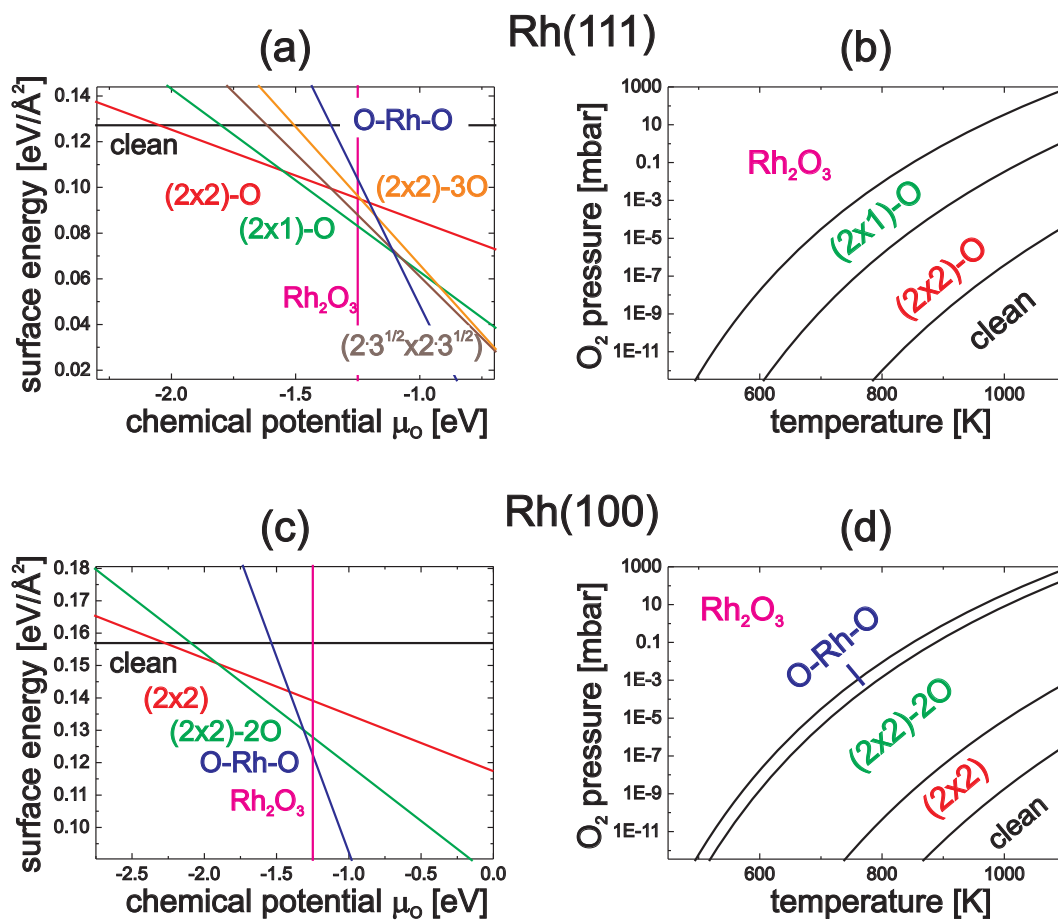 Rh(111)
(a)
surface energy [eV/Å²]
0.14
0.12
0.10
0.08
0.06
0.04
0.02
clean
O-Rh-O
(2x2)-O
(2x2)-3O
(2x1)-O
Rh₂O₃
(2·3^1/2x2·3^1/2)
-2.0
-1.5
-1.0
chemical potential μ_O [eV]
(b)
O₂ pressure [mbar]
1000
10
0.1
1E-3
1E-5
1E-7
1E-9
1E-11
Rh₂O₃
(2x1)-O
(2x2)-O
clean
600
800
1000
temperature [K]
Rh(100)
(c)
surface energy [eV/Å²]
0.18
0.17
0.16
0.15
0.14
0.13
0.12
0.11
0.10
clean
(2x2)
(2x2)-2O
O-Rh-O
Rh₂O₃
-2.5
-2.0
-1.5
-1.0
-0.5
0.0
chemical potential μ_O [eV]
(d)
O₂ pressure [mbar]
1000
10
0.1
1E-3
1E-5
1E-7
1E-9
1E-11
Rh₂O₃
O-Rh-O
(2x2)-2O
(2x2)
clean
600
800
1000
temperature [K]